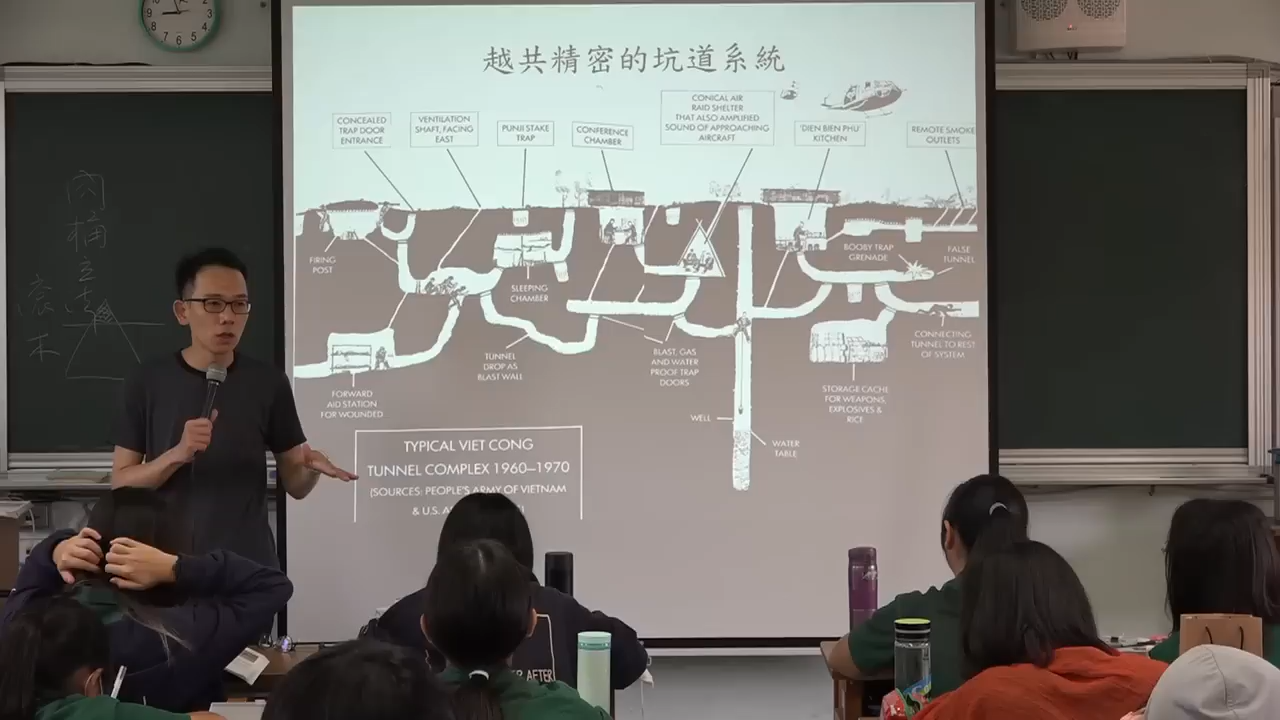 越共精密的坑道系統
CONCEALED
TRAP DOOR
ENTRANCE
VENTILATION
SHAFT, FACING
EAST
PUNJI STAKE
TRAP
CONFERENCE
CHAMBER
CONICAL AIR
RAID SHELTER
THAT ALSO AMPLIFIED
SOUND OF APPROACHING
AIRCRAFT
'DIEN BIEN PHU'
KITCHEN
REMOTE SMOKE
OUTLETS
FIRING
POST
SLEEPING
CHAMBER
BOOBY TRAP
GRENADE
FALSE
TUNNEL
TUNNEL
DROP AS
BLAST WALL
BLAST, GAS
AND WATER
PROOF TRAP
DOORS
CONNECTING
TUNNEL TO REST
OF SYSTEM
FORWARD
AID STATION
FOR WOUNDED
STORAGE CACHE
FOR WEAPONS,
EXPLOSIVES &
RICE
WELL
WATER
TABLE
TYPICAL VIET CONG
TUNNEL COMPLEX 1960–1970
(SOURCES: PEOPLE'S ARMY OF VIETNAM
& U.S.
肉
桶
AFTER